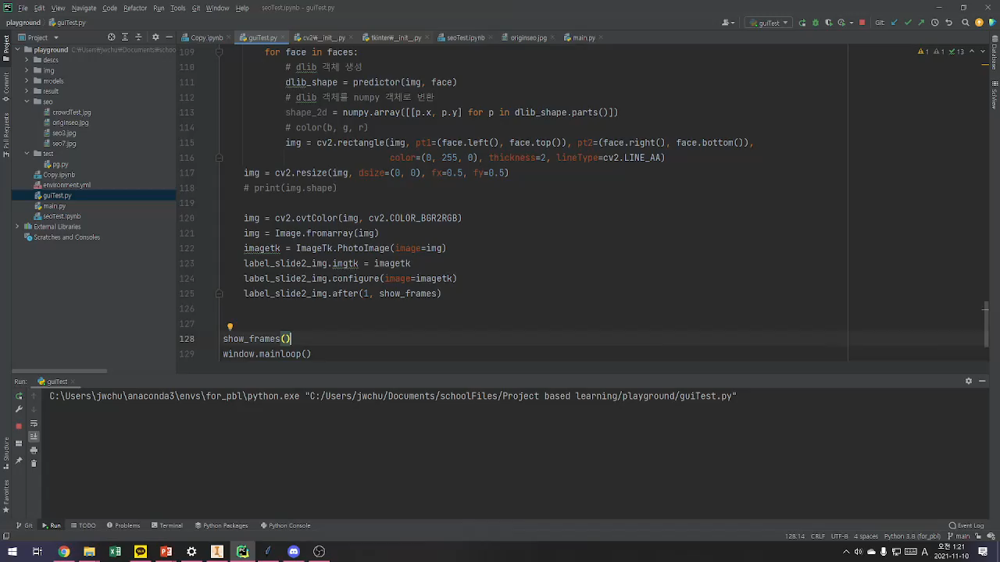 File Edit View Navigate Code Refactor Run Tools Git Window Help seoTest.ipynb - guiTest.py
playground guiTest.py guiTest Git:
Project Copy.ipynb guiTest.py cv2₩__init__.py tkinter₩__init__.py seoTest.ipynb originseo.jpg main.py
playground C:₩Users₩jwchu₩Documents₩schoo
descs
img
models
result
seo
crowdTest.jpg
originseo.jpg
seo3.jpg
seo7.jpg
test
pg.py
Copy.ipynb
environment.yml
guiTest.py
main.py
seoTest.ipynb
External Libraries
Scratches and Consoles
Project
Commit
Pull Requests
Structure
Favorites
Database
SciView
1 1 13
109 for face in faces:
110 # dlib 객체 생성
111 dlib_shape = predictor(img, face)
112 # dlib 객체를 numpy 객체로 변환
113 shape_2d = numpy.array([[p.x, p.y] for p in dlib_shape.parts()])
114 # color(b, g, r)
115 img = cv2.rectangle(img, pt1=(face.left(), face.top()), pt2=(face.right(), face.bottom()),
116 color=(0, 255, 0), thickness=2, lineType=cv2.LINE_AA)
117 img = cv2.resize(img, dsize=(0, 0), fx=0.5, fy=0.5)
118 # print(img.shape)
119
120 img = cv2.cvtColor(img, cv2.COLOR_BGR2RGB)
121 img = Image.fromarray(img)
122 imagetk = ImageTk.PhotoImage(image=img)
123 label_slide2_img.imgtk = imagetk
124 label_slide2_img.configure(image=imagetk)
125 label_slide2_img.after(1, show_frames)
126
127
128 show_frames()
129 window.mainloop()
Run: guiTest
C:\Users\jwchu\anaconda3\envs\for_pbl\python.exe "C:/Users/jwchu/Documents/schoolFiles/Project based learning/playground/guiTest.py"
Git Run TODO Problems Terminal Python Packages Python Console Event Log
128:14 CRLF UTF-8 4 spaces Python 3.8 (for_pbl) main
A 오전 1:21
2021-11-10